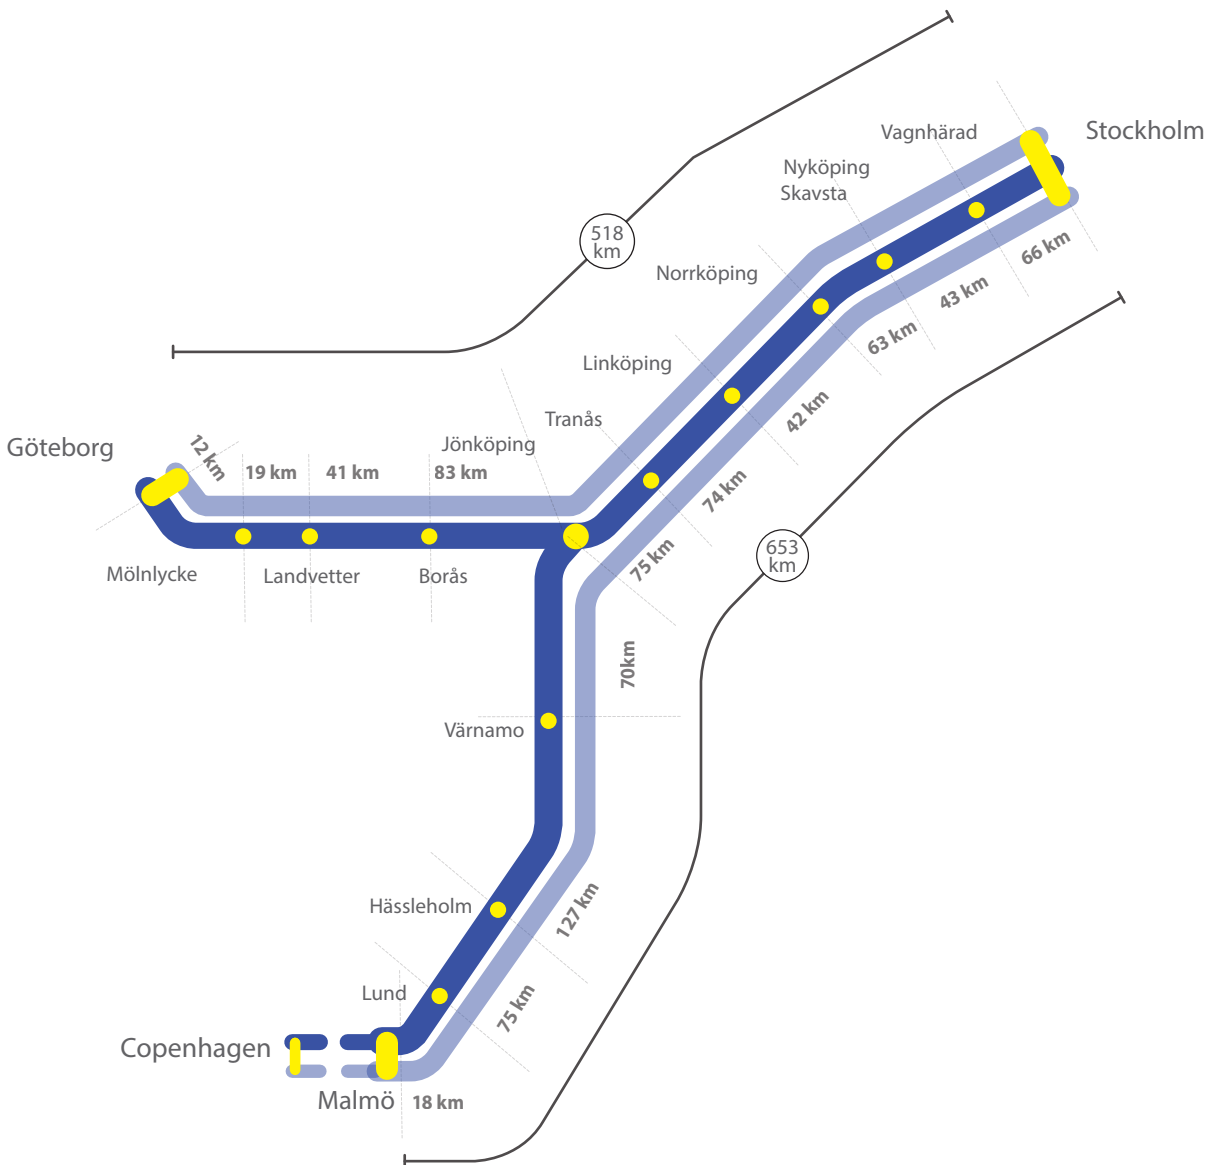 Vagnhärad
Stockholm
Nyköping
Skavsta
518
km
66 km
Norrköping
43 km
63 km
Linköping
42 km
Tranås
Göteborg
12 km
Jönköping
19 km
41 km
83 km
74 km
653
km
75 km
Mölnlycke
Landvetter
Borås
70km
Värnamo
Hässleholm
127 km
Lund
75 km
Copenhagen
Malmö
18 km